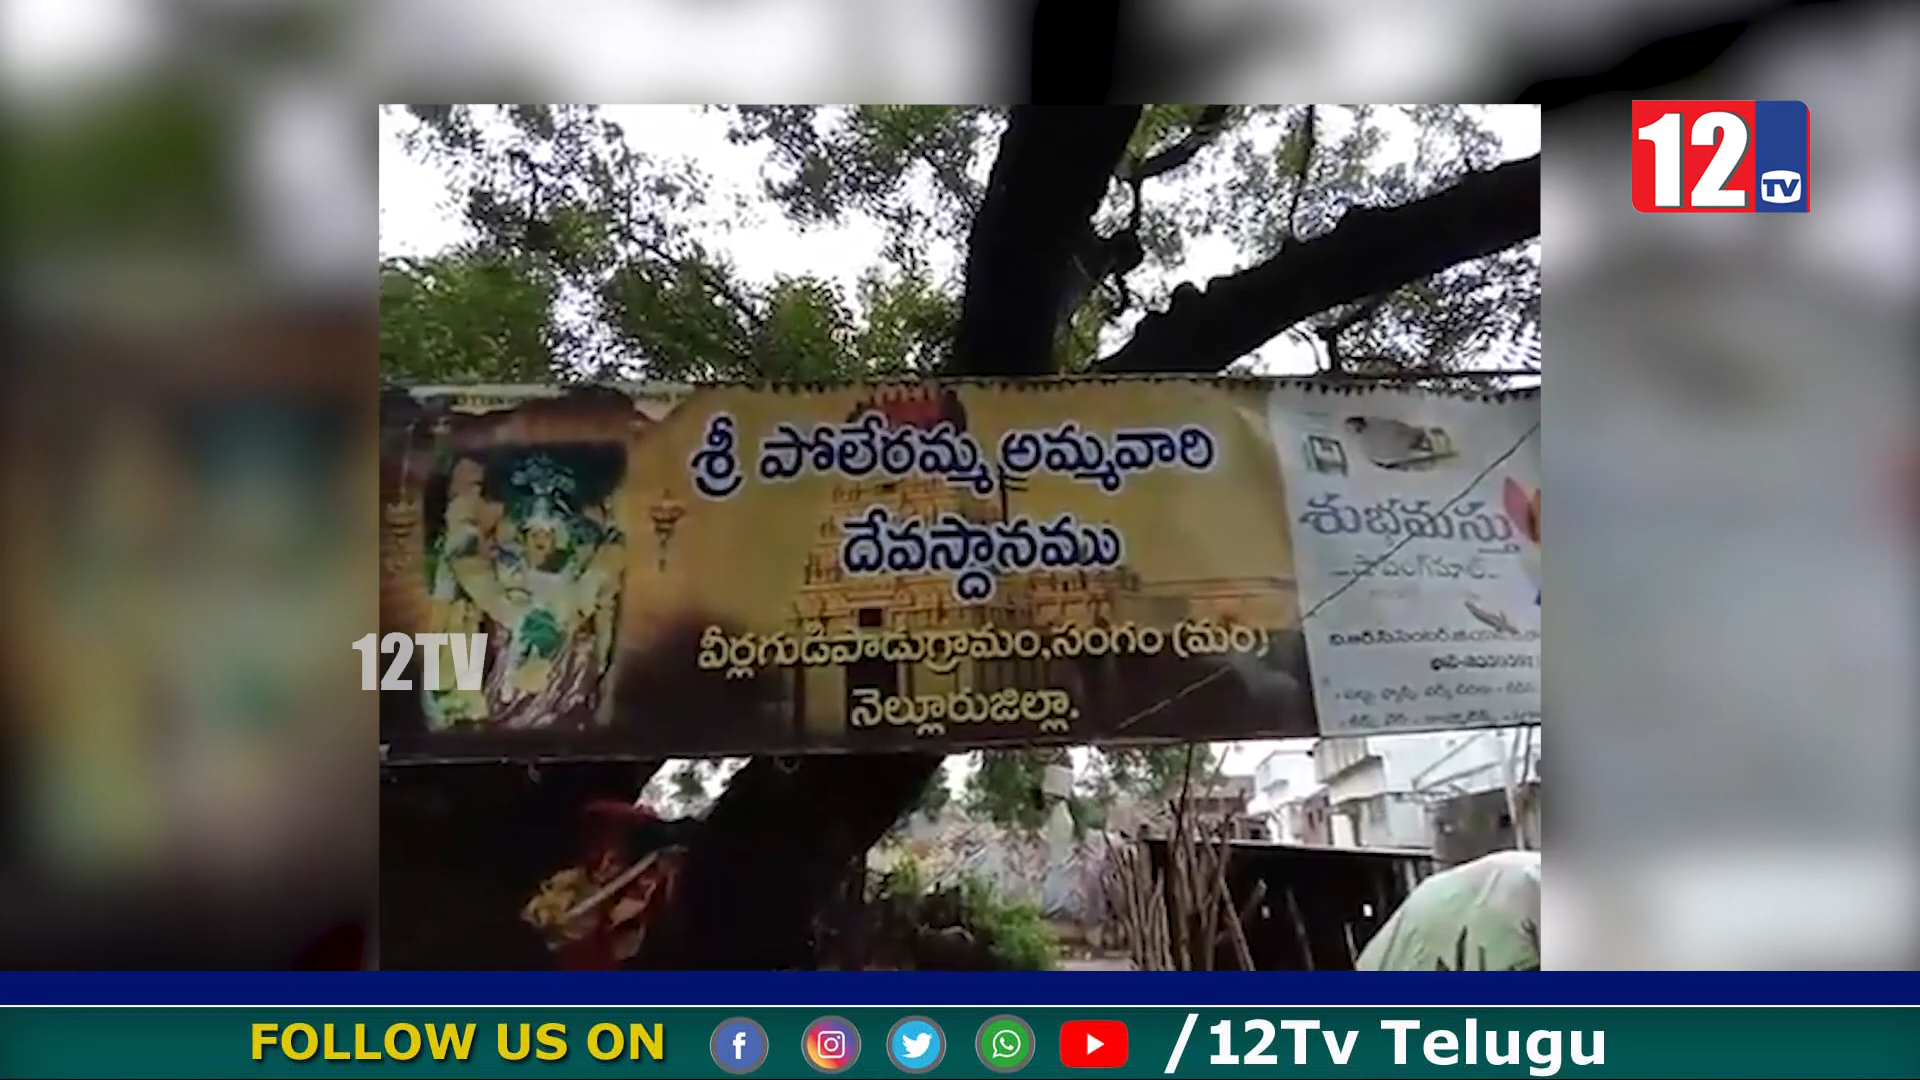 12
TV
శ్రీ పోలేరమ్మ అమ్మవారి
దేవస్దానము
వీర్లగుడిపాడుగ్రామం,సంగం (మం)
నెల్లూరుజిల్లా.
శుభమస్తు
షాపింగ్‌మాల్
12TV
FOLLOW US ON /12Tv Telugu